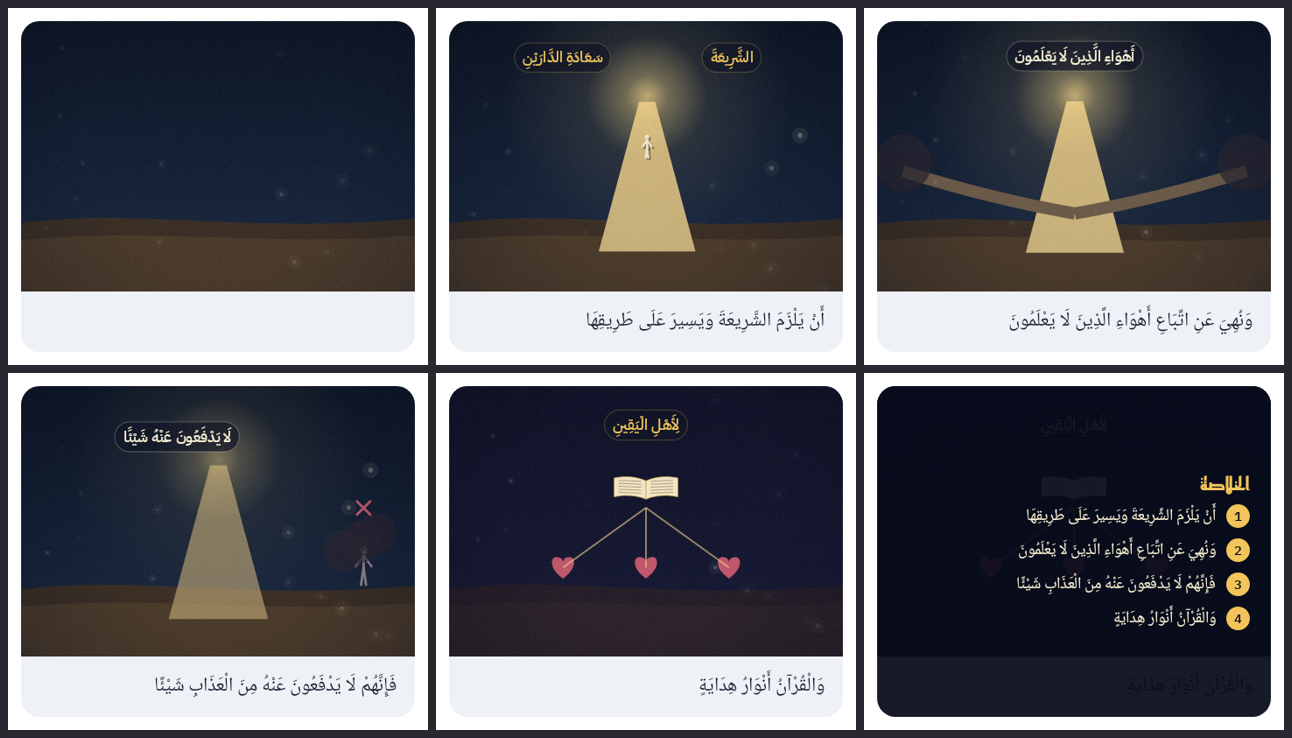 الشَّرِيعَةَ
سَعَادَةِ الدَّارَيْنِ
أَنْ يَلْزَمَ الشَّرِيعَةَ وَيَسِيرَ عَلَى طَرِيقِهَا
أَهْوَاءِ الَّذِينَ لَا يَعْلَمُونَ
وَنُهِيَ عَنِ اتِّبَاعِ أَهْوَاءِ الَّذِينَ لَا يَعْلَمُونَ
لَا يَدْفَعُونَ عَنْهُ شَيْئًا
فَإِنَّهُمْ لَا يَدْفَعُونَ عَنْهُ مِنَ الْعَذَابِ شَيْئًا
لِأَهْلِ الْيَقِينِ
وَالْقُرْآنُ أَنْوَارُ هِدَايَةٍ
لِأَهْلِ الْيَقِينِ
الخلاصة
1 أَنْ يَلْزَمَ الشَّرِيعَةَ وَيَسِيرَ عَلَى طَرِيقِهَا
2 وَنُهِيَ عَنِ اتِّبَاعِ أَهْوَاءِ الَّذِينَ لَا يَعْلَمُونَ
3 فَإِنَّهُمْ لَا يَدْفَعُونَ عَنْهُ مِنَ الْعَذَابِ شَيْئًا
4 وَالْقُرْآنُ أَنْوَارُ هِدَايَةٍ
وَالْقُرْآنُ أَنْوَارُ هِدَايَةٍ